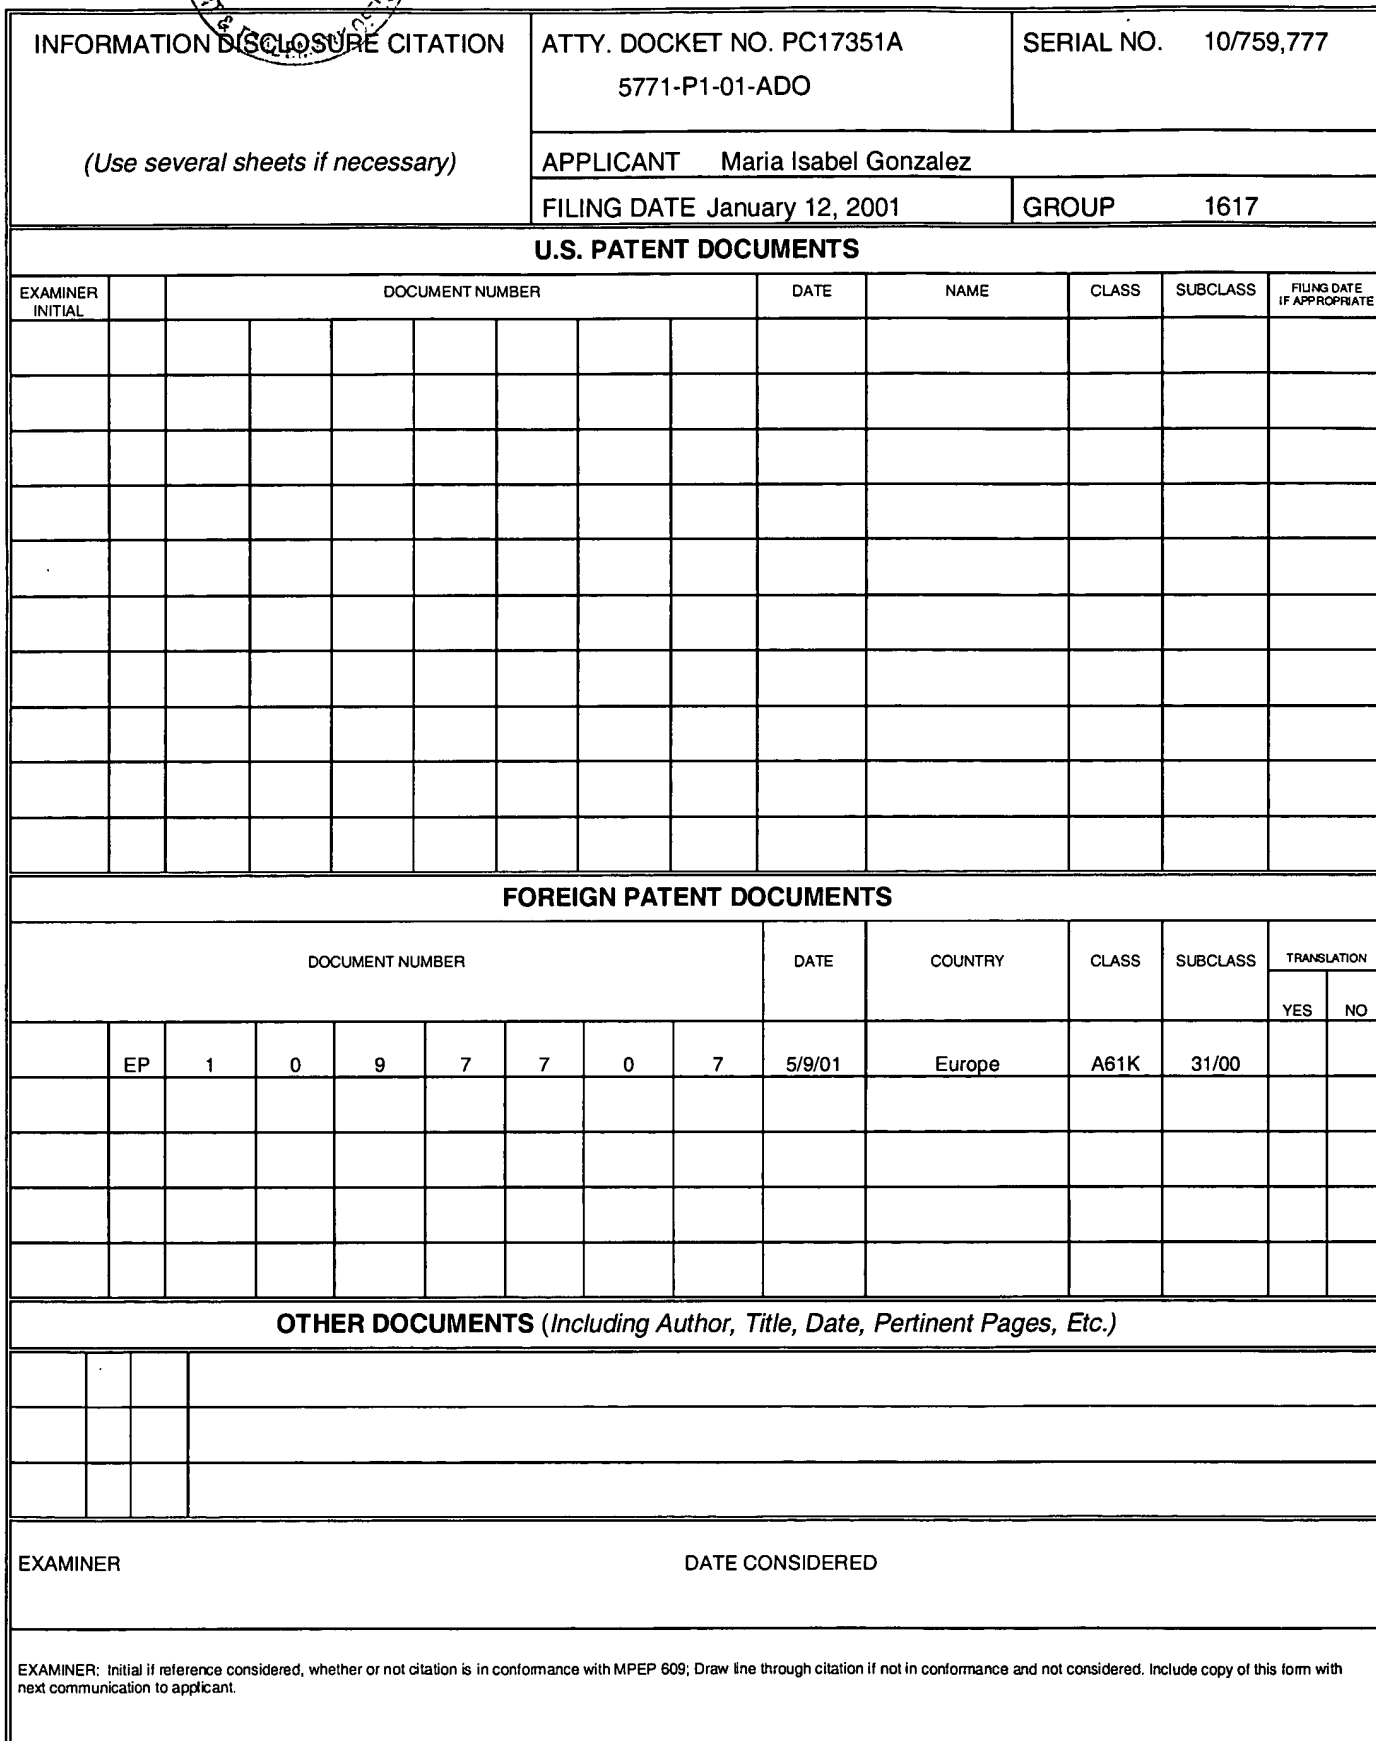 INFORMATION DISCLOSURE CITATION
(Use several sheets if necessary)
ATTY. DOCKET NO. PC17351A
5771-P1-01-ADO
SERIAL NO. 10/759,777
APPLICANT Maria Isabel Gonzalez
FILING DATE January 12, 2001
GROUP 1617
U.S. PATENT DOCUMENTS
EXAMINER INITIAL DOCUMENT NUMBER DATE NAME CLASS SUBCLASS FILING DATE IF APPROPRIATE
FOREIGN PATENT DOCUMENTS
DOCUMENT NUMBER DATE COUNTRY CLASS SUBCLASS TRANSLATION
YES NO
EP 1 0 9 7 7 0 7 5/9/01 Europe A61K 31/00
OTHER DOCUMENTS (Including Author, Title, Date, Pertinent Pages, Etc.)
EXAMINER DATE CONSIDERED
EXAMINER: Initial if reference considered, whether or not citation is in conformance with MPEP 609; Draw line through citation if not in conformance and not considered. Include copy of this form with
next communication to applicant.